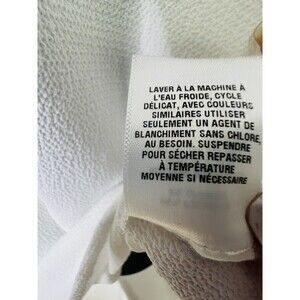 LAVER À LA MACHINE À
L'EAU FROIDE, CYCLE
DÉLICAT, AVEC COULEURS
SIMILAIRES UTILISER
SEULEMENT UN AGENT DE
BLANCHIMENT SANS CHLORE,
AU BESOIN. SUSPENDRE
POUR SÉCHER REPASSER
À TEMPÉRATURE
MOYENNE SI NÉCESSAIRE